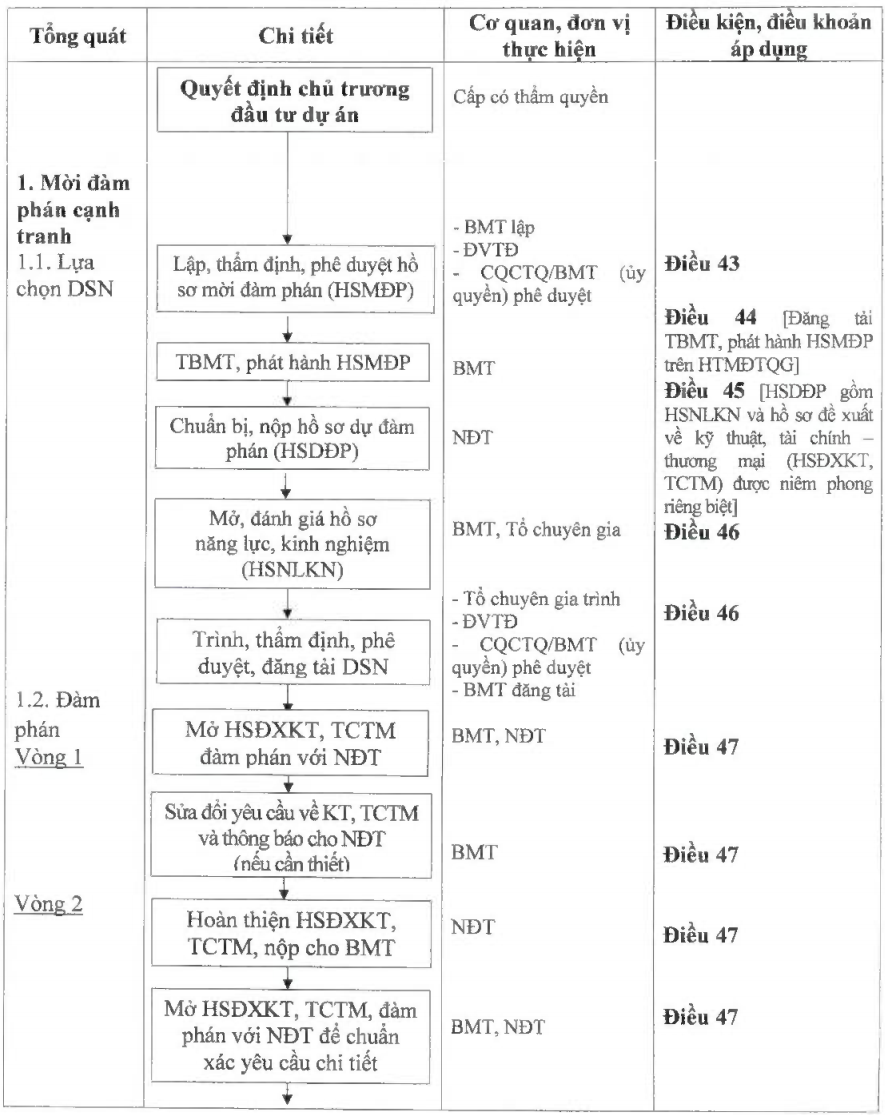 Tổng quát
Chi tiết
Cơ quan, đơn vị
thực hiện
Điều kiện, điều khoản
áp dụng
Quyết định chủ trương
đầu tư dự án
Cấp có thẩm quyền
1. Mời đàm
phán cạnh
tranh
1.1. Lựa
chọn DSN
Lập, thẩm định, phê duyệt hồ
sơ mời đàm phán (HSMĐP)
- BMT lập
- ĐVTĐ
- CQCTQ/BMT (ủy
quyền) phê duyệt
Điều 43
TBMT, phát hành HSMĐP
BMT
Điều 44 [Đăng tải
TBMT, phát hành HSMĐP
trên HTMĐTQG]
Chuẩn bị, nộp hồ sơ dự đàm
phán (HSDĐP)
NĐT
Điều 45 [HSDĐP gồm
HSNLKN và hồ sơ đề xuất
về kỹ thuật, tài chính –
thương mại (HSĐXKT,
TCTM) được niêm phong
riêng biệt]
Mở, đánh giá hồ sơ
năng lực, kinh nghiệm
(HSNLKN)
BMT, Tổ chuyên gia
Điều 46
Trình, thẩm định, phê
duyệt, đăng tải DSN
- Tổ chuyên gia trình
- ĐVTĐ
- CQCTQ/BMT (ủy
quyền) phê duyệt
- BMT đăng tải
Điều 46
1.2. Đàm
phán
Vòng 1
Mở HSĐXKT, TCTM
đàm phán với NĐT
BMT, NĐT
Điều 47
Sửa đổi yêu cầu về KT, TCTM
và thông báo cho NĐT
(nếu cần thiết)
BMT
Điều 47
Vòng 2
Hoàn thiện HSĐXKT,
TCTM, nộp cho BMT
NĐT
Điều 47
Mở HSĐXKT, TCTM, đàm
phán với NĐT để chuẩn
xác yêu cầu chi tiết
BMT, NĐT
Điều 47